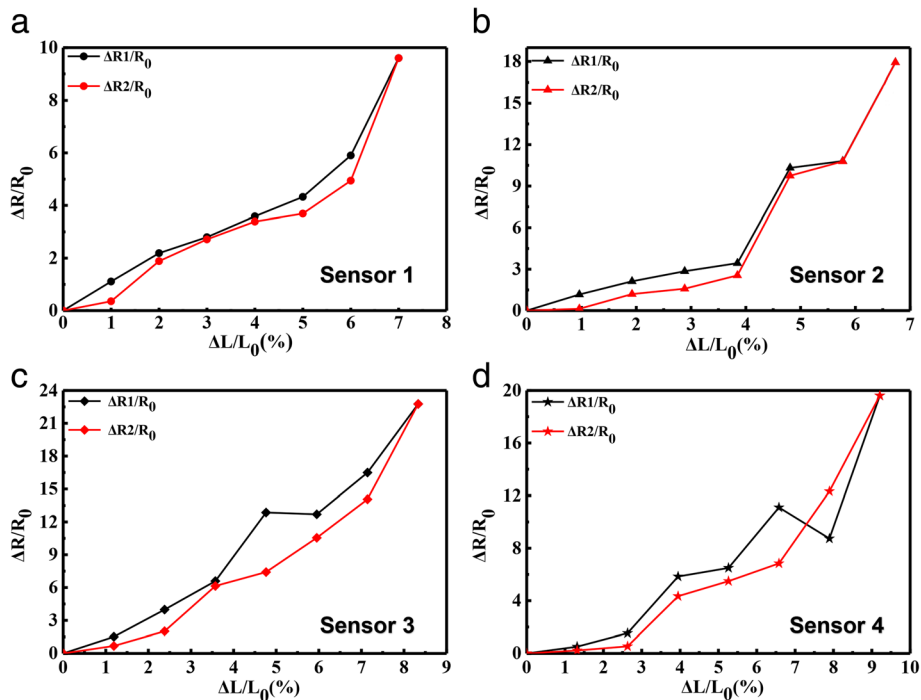 a
ΔR1/R0
ΔR2/R0
ΔR/R0
10
8
6
4
2
0
Sensor 1
0 1 2 3 4 5 6 7 8
ΔL/L0(%)
b
ΔR1/R0
ΔR2/R0
ΔR/R0
18
15
12
9
6
3
0
Sensor 2
0 1 2 3 4 5 6 7
ΔL/L0(%)
c
ΔR1/R0
ΔR2/R0
ΔR/R0
24
21
18
15
12
9
6
3
0
Sensor 3
0 1 2 3 4 5 6 7 8 9
ΔL/L0(%)
d
ΔR1/R0
ΔR2/R0
ΔR/R0
20
16
12
8
4
0
Sensor 4
0 1 2 3 4 5 6 7 8 9 10
ΔL/L0(%)